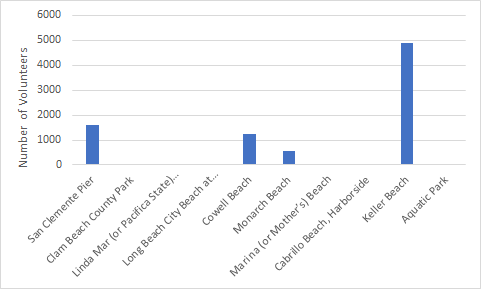 6000
5000
4000
3000
2000
1000
0
Number of Volunteers
San Clemente Pier
Clam Beach County Park
Linda Mar (or Pacifica State)...
Long Beach City Beach at...
Cowell Beach
Monarch Beach
Marina (or Mother's) Beach
Cabrillo Beach, Harborside
Keller Beach
Aquatic Park